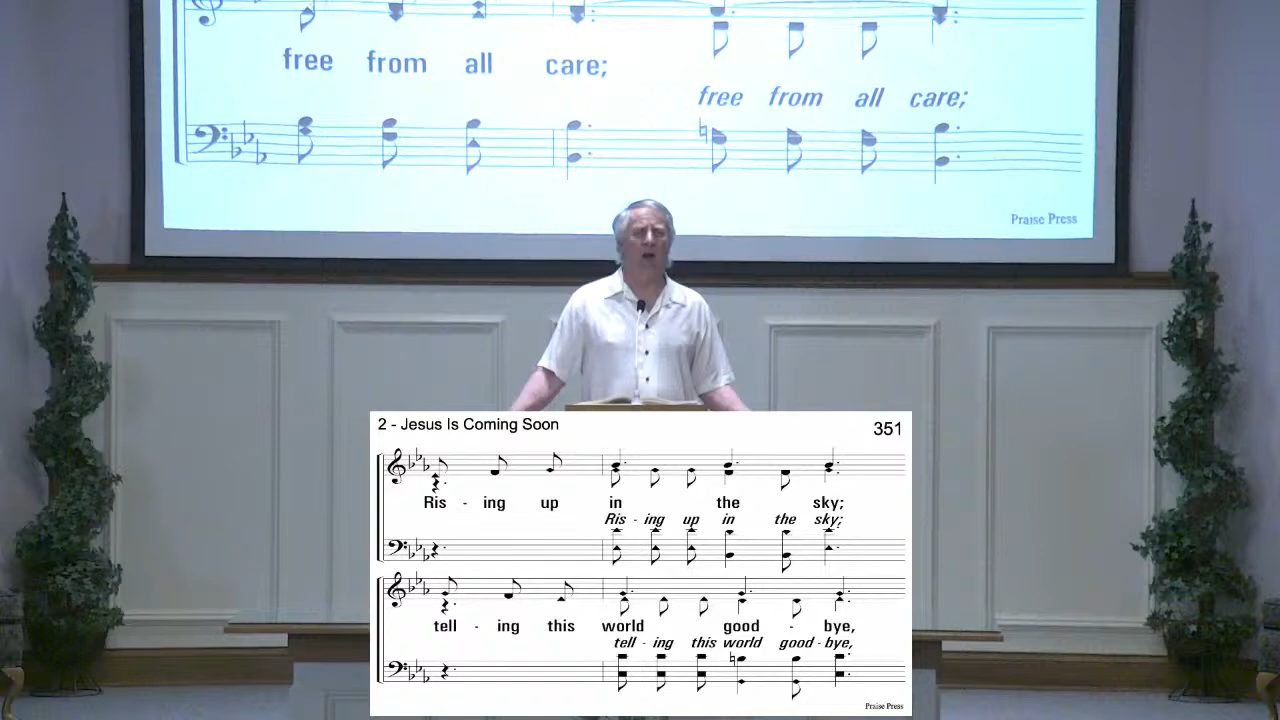 free from all care;
free from all care;
Praise Press
2 - Jesus Is Coming Soon 351
Ris - ing up in the sky;
Ris - ing up in the sky;
tell - ing this world good - bye,
tell - ing this world good - bye,
Praise Press